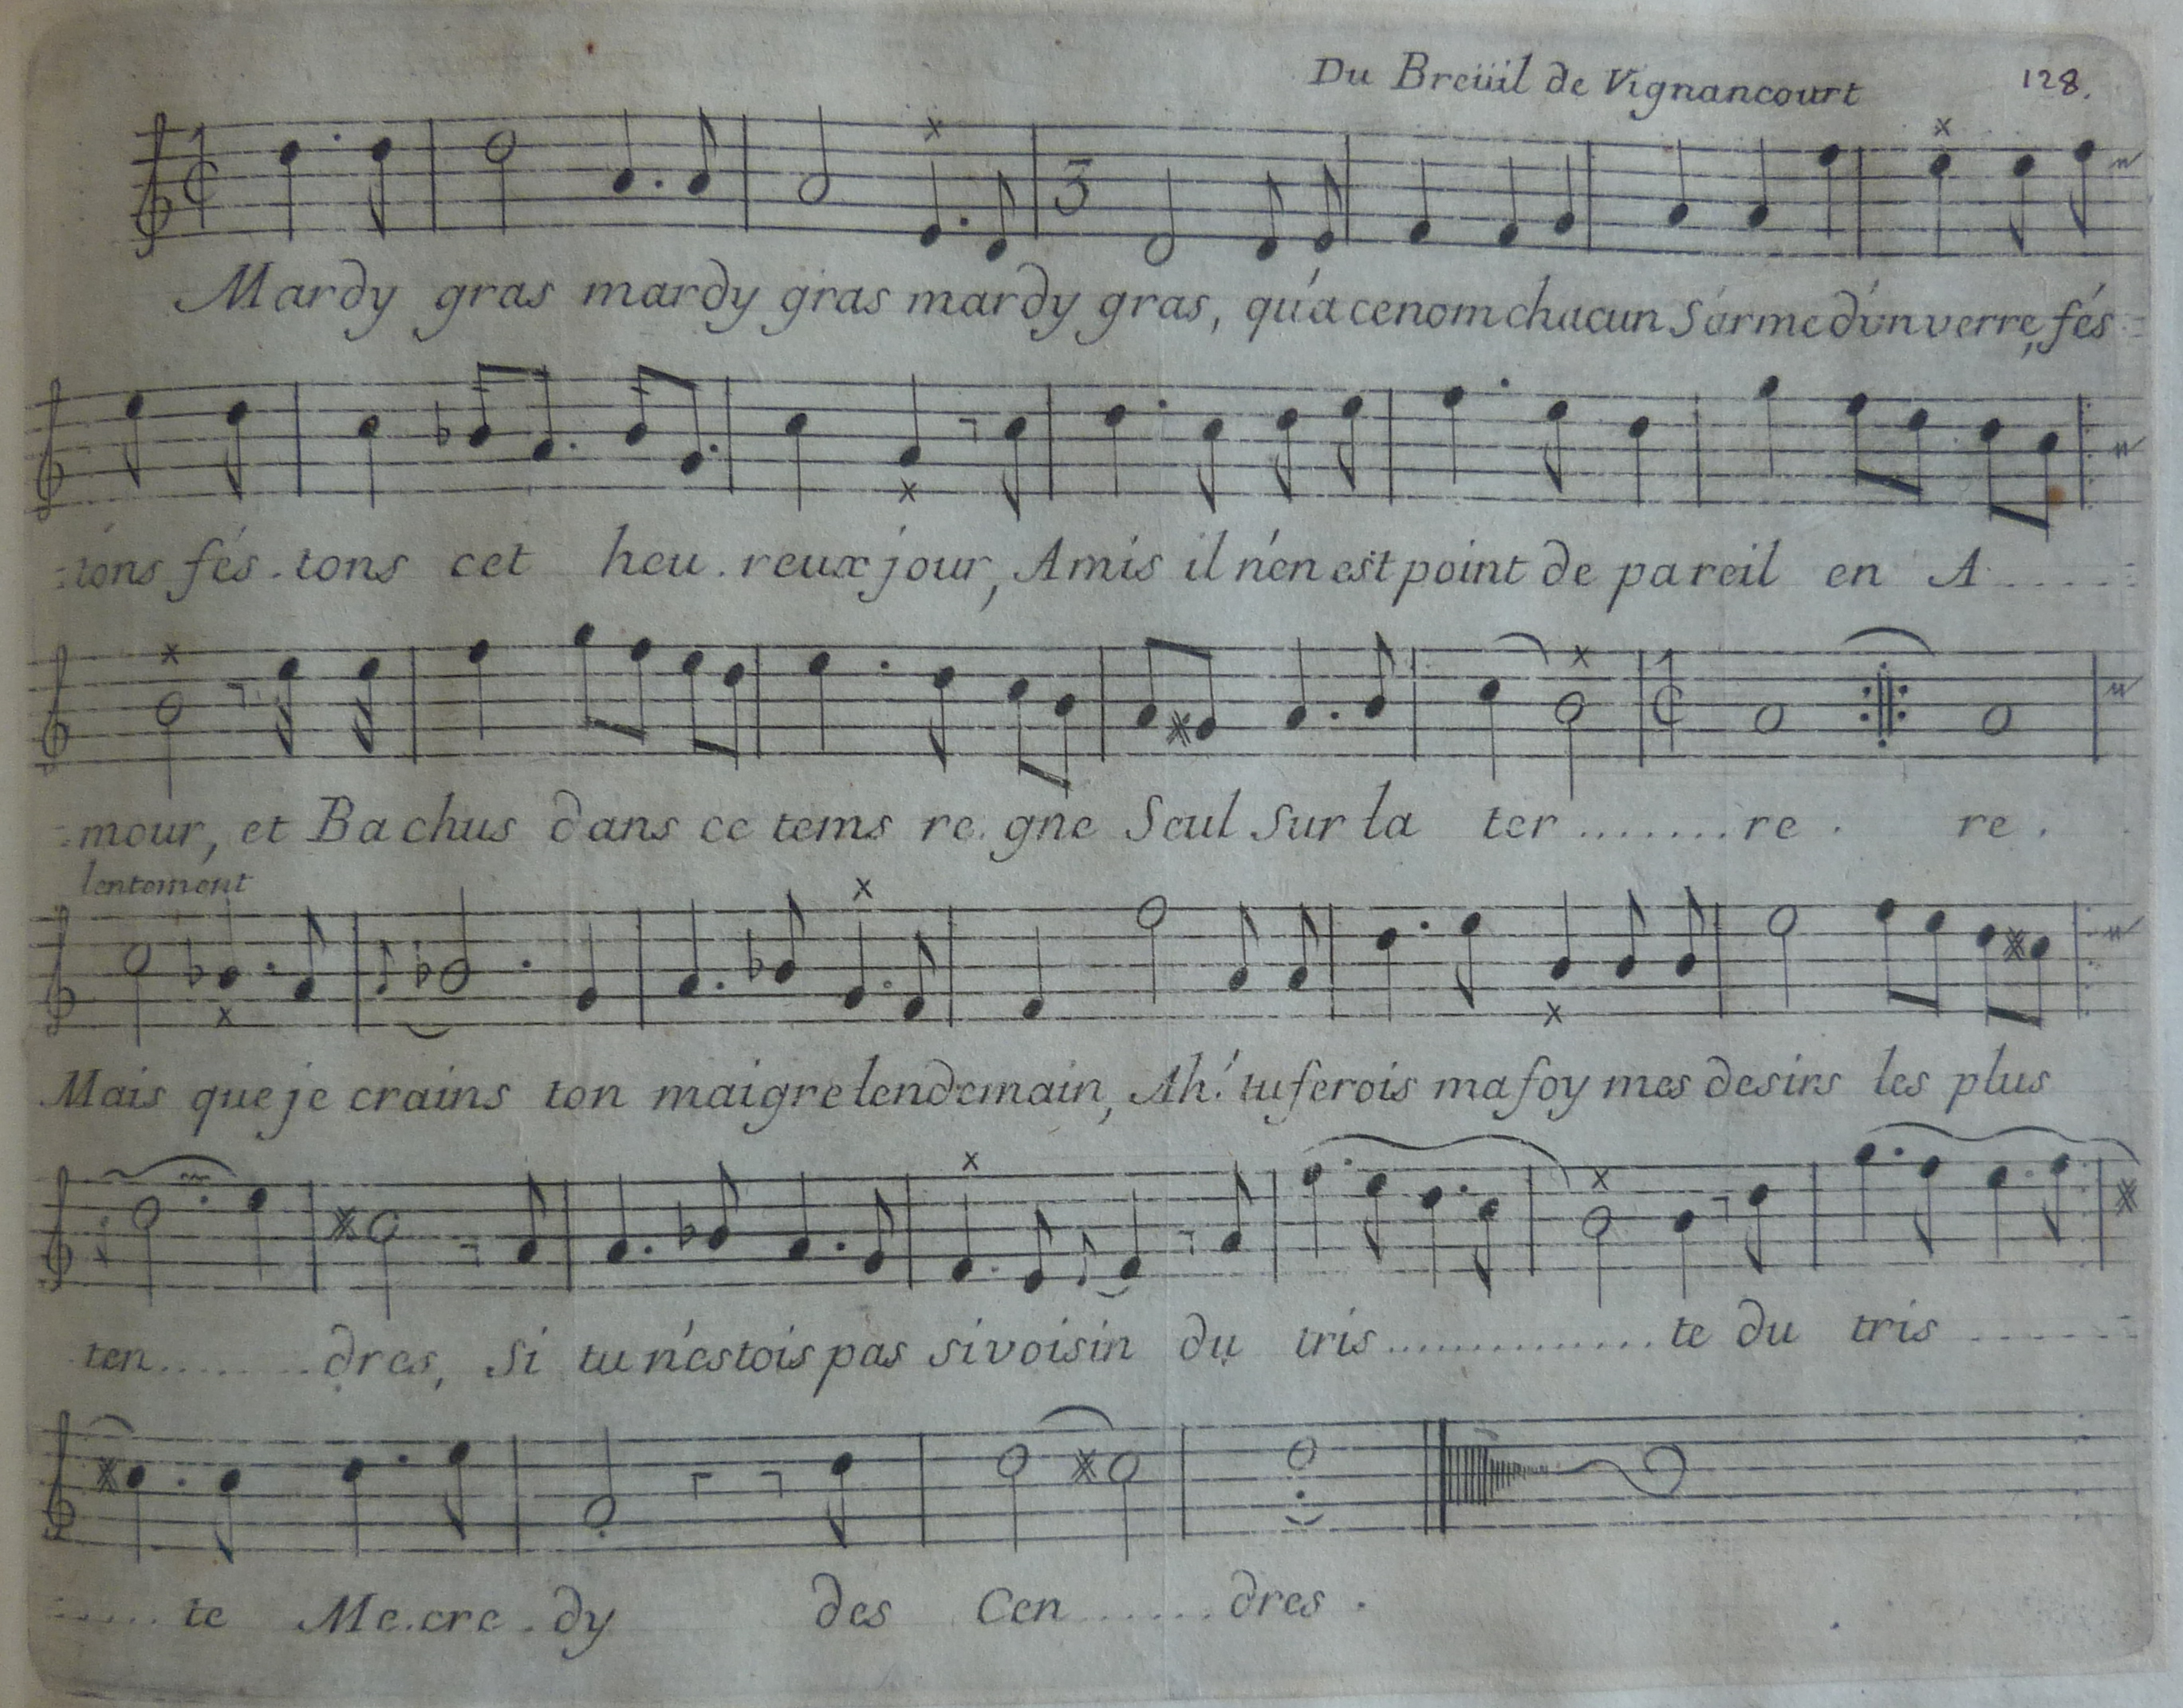 Du Breüil de Vignancourt 128.
Mardy gras mardy gras mardy gras, qu'a ce nom chacun S'arme d'un verre, fés-
-tons fés.tons cet heu.reux jour, Amis il n'en est point de pareil en A.....
-mour, et Bachus dans ce tems re.gne Seul Sur la ter........re . re .
lentement
Mais que je crains ton maigre lendemain, Ah! tu ferois ma foy mes desirs les plus
ten........dres, Si tu n'estois pas si voisin du tris..............te du tris.......
.....te Me.cre.dy des Cen......dres .